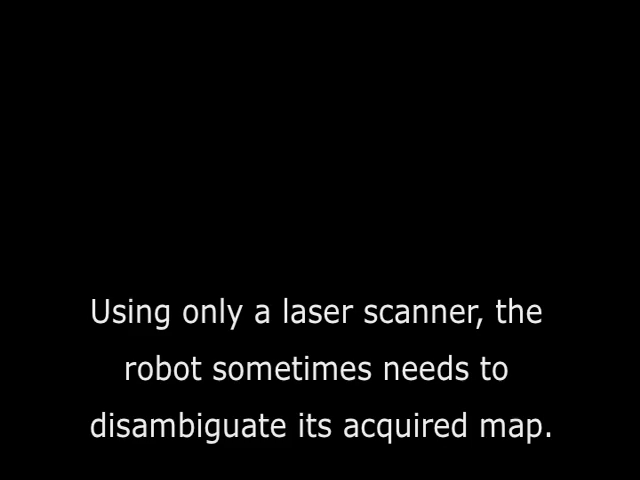 Using only a laser scanner, the
robot sometimes needs to
disambiguate its acquired map.